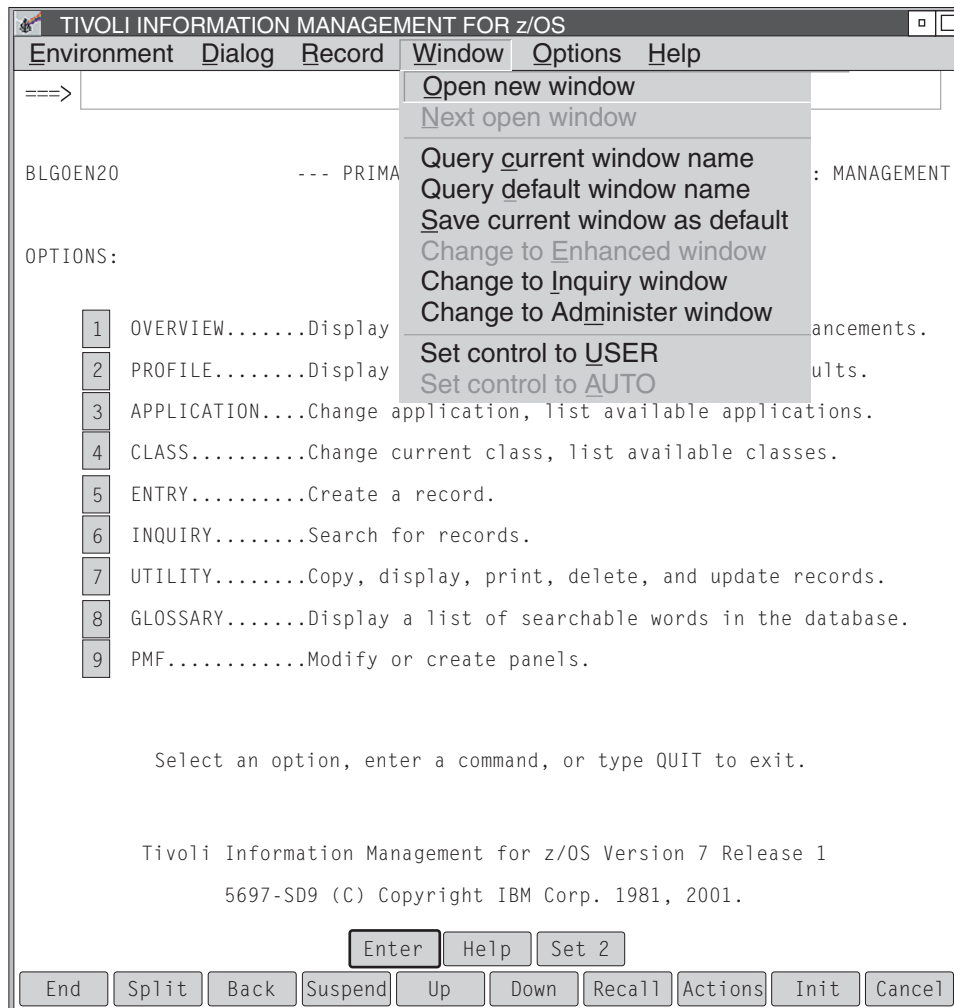 TIVOLI INFORMATION MANAGEMENT FOR z/OS
Environment Dialog Record Window Options Help
===>
Open new window
Next open window
BLG0EN20 --- PRIMA : MANAGEMENT
Query current window name
Query default window name
Save current window as default
OPTIONS:
Change to Enhanced window
Change to Inquiry window
Change to Administer window
Set control to USER
Set control to AUTO
1 OVERVIEW.......Display ancements.
2 PROFILE........Display ults.
3 APPLICATION....Change application, list available applications.
4 CLASS..........Change current class, list available classes.
5 ENTRY..........Create a record.
6 INQUIRY........Search for records.
7 UTILITY........Copy, display, print, delete, and update records.
8 GLOSSARY.......Display a list of searchable words in the database.
9 PMF............Modify or create panels.
Select an option, enter a command, or type QUIT to exit.
Tivoli Information Management for z/OS Version 7 Release 1
5697-SD9 (C) Copyright IBM Corp. 1981, 2001.
Enter Help Set 2
End Split Back Suspend Up Down Recall Actions Init Cancel